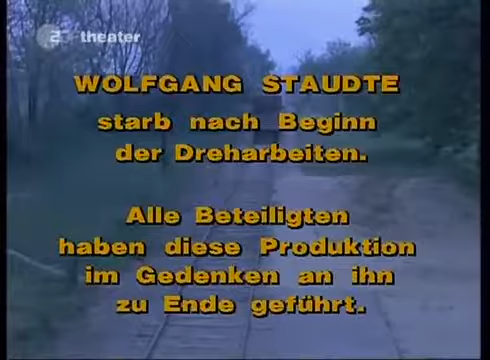 ZDF theater
WOLFGANG STAUDTE
starb nach Beginn
der Dreharbeiten.
Alle Beteiligten
haben diese Produktion
im Gedenken an ihn
zu Ende geführt.